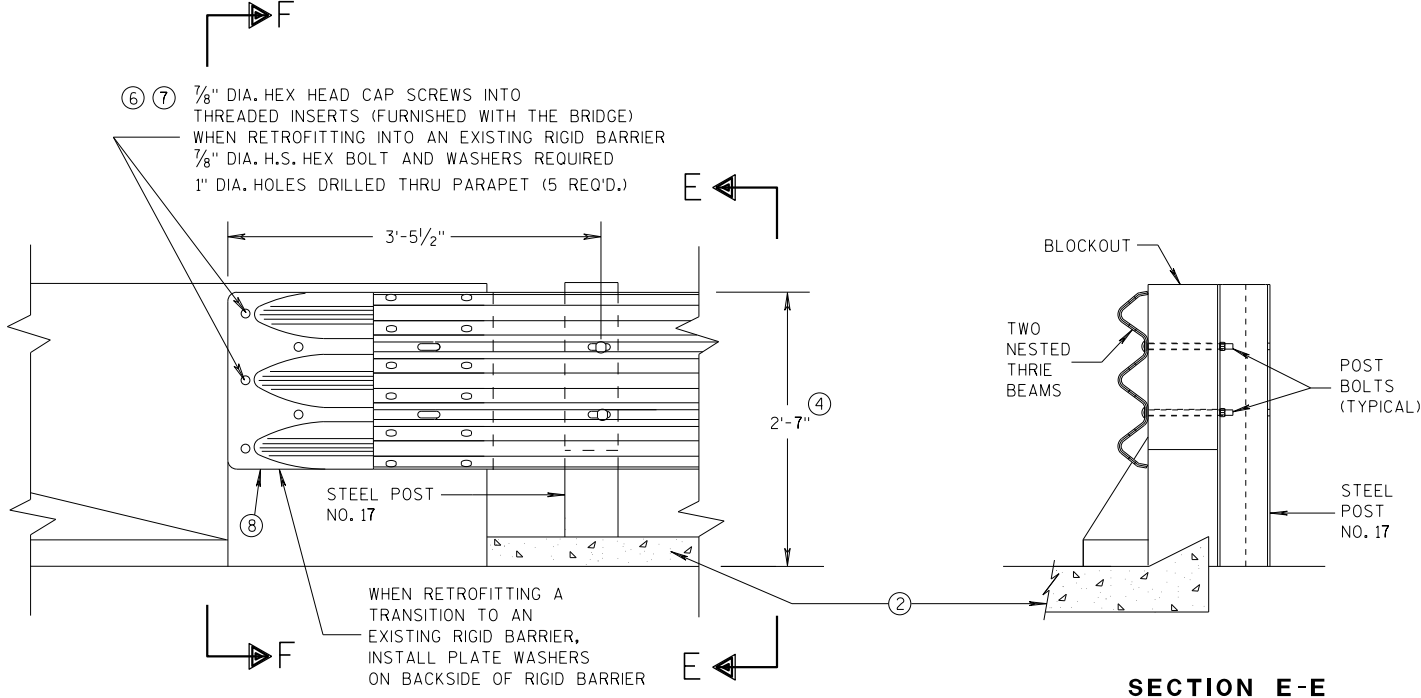 F
⑥ ⑦ 7/8" DIA. HEX HEAD CAP SCREWS INTO
THREADED INSERTS (FURNISHED WITH THE BRIDGE)
WHEN RETROFITTING INTO AN EXISTING RIGID BARRIER
7/8" DIA. H.S. HEX BOLT AND WASHERS REQUIRED
1" DIA. HOLES DRILLED THRU PARAPET (5 REQ'D.)
E
3'-5 1/2"
BLOCKOUT
TWO
NESTED
THRIE
BEAMS
POST
BOLTS
(TYPICAL)
2'-7" ④
STEEL POST
NO. 17
⑧
STEEL
POST
NO. 17
WHEN RETROFITTING A
TRANSITION TO AN
EXISTING RIGID BARRIER,
INSTALL PLATE WASHERS
ON BACKSIDE OF RIGID BARRIER
②
F
E
SECTION E-E